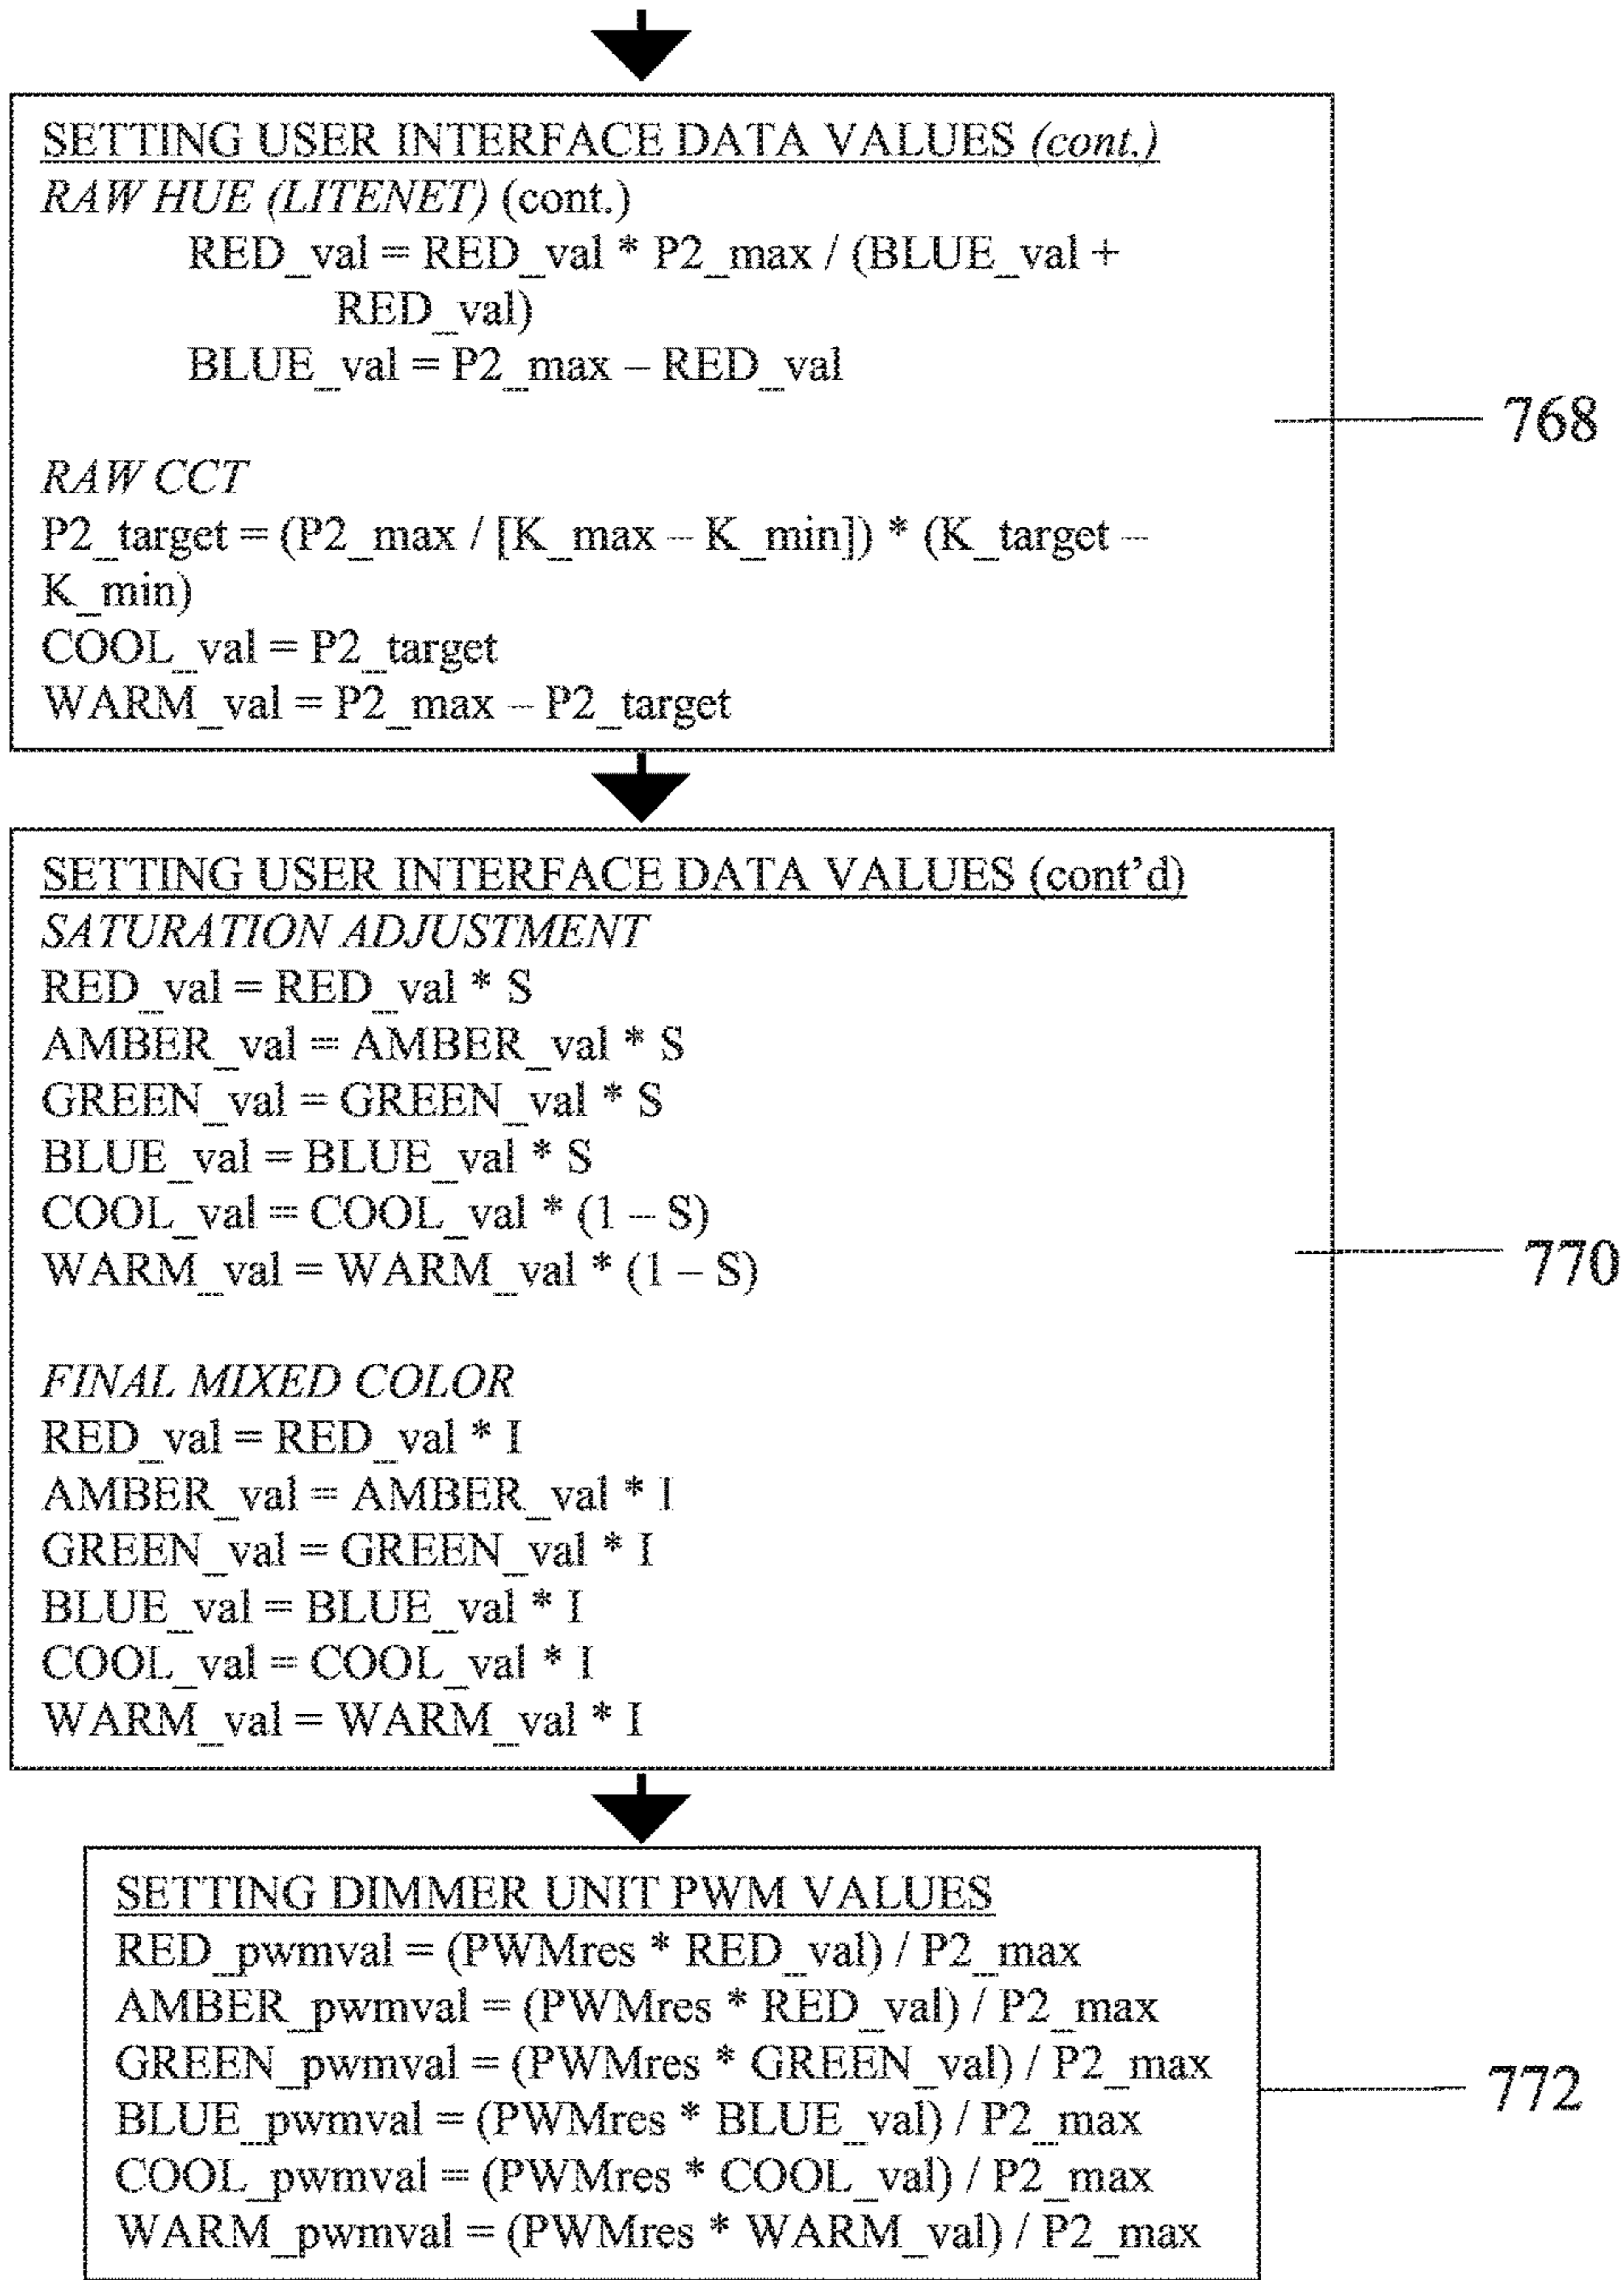 SETTING USER INTERFACE DATA VALUES (cont.)
RAW HUE (LITENET) (cont.)
RED_val = RED_val * P2_max / (BLUE_val +
RED_val)
BLUE_val = P2_max – RED_val
768
RAW CCT
P2_target = (P2_max / [K_max – K_min]) * (K_target –
K_min)
COOL_val = P2_target
WARM_val = P2_max – P2_target
SETTING USER INTERFACE DATA VALUES (cont’d)
SATURATION ADJUSTMENT
RED_val = RED_val * S
AMBER_val = AMBER_val * S
GREEN_val = GREEN_val * S
BLUE_val = BLUE_val * S
COOL_val = COOL_val * (1 – S)
WARM_val = WARM_val * (1 – S)
770
FINAL MIXED COLOR
RED_val = RED_val * I
AMBER_val = AMBER_val * I
GREEN_val = GREEN_val * I
BLUE_val = BLUE_val * I
COOL_val = COOL_val * I
WARM_val = WARM_val * I
SETTING DIMMER UNIT PWM VALUES
RED_pwmval = (PWMres * RED_val) / P2_max
AMBER_pwmval = (PWMres * RED_val) / P2_max
GREEN_pwmval = (PWMres * GREEN_val) / P2_max
BLUE_pwmval = (PWMres * BLUE_val) / P2_max
772
COOL_pwmval = (PWMres * COOL_val) / P2_max
WARM_pwmval = (PWMres * WARM_val) / P2_max